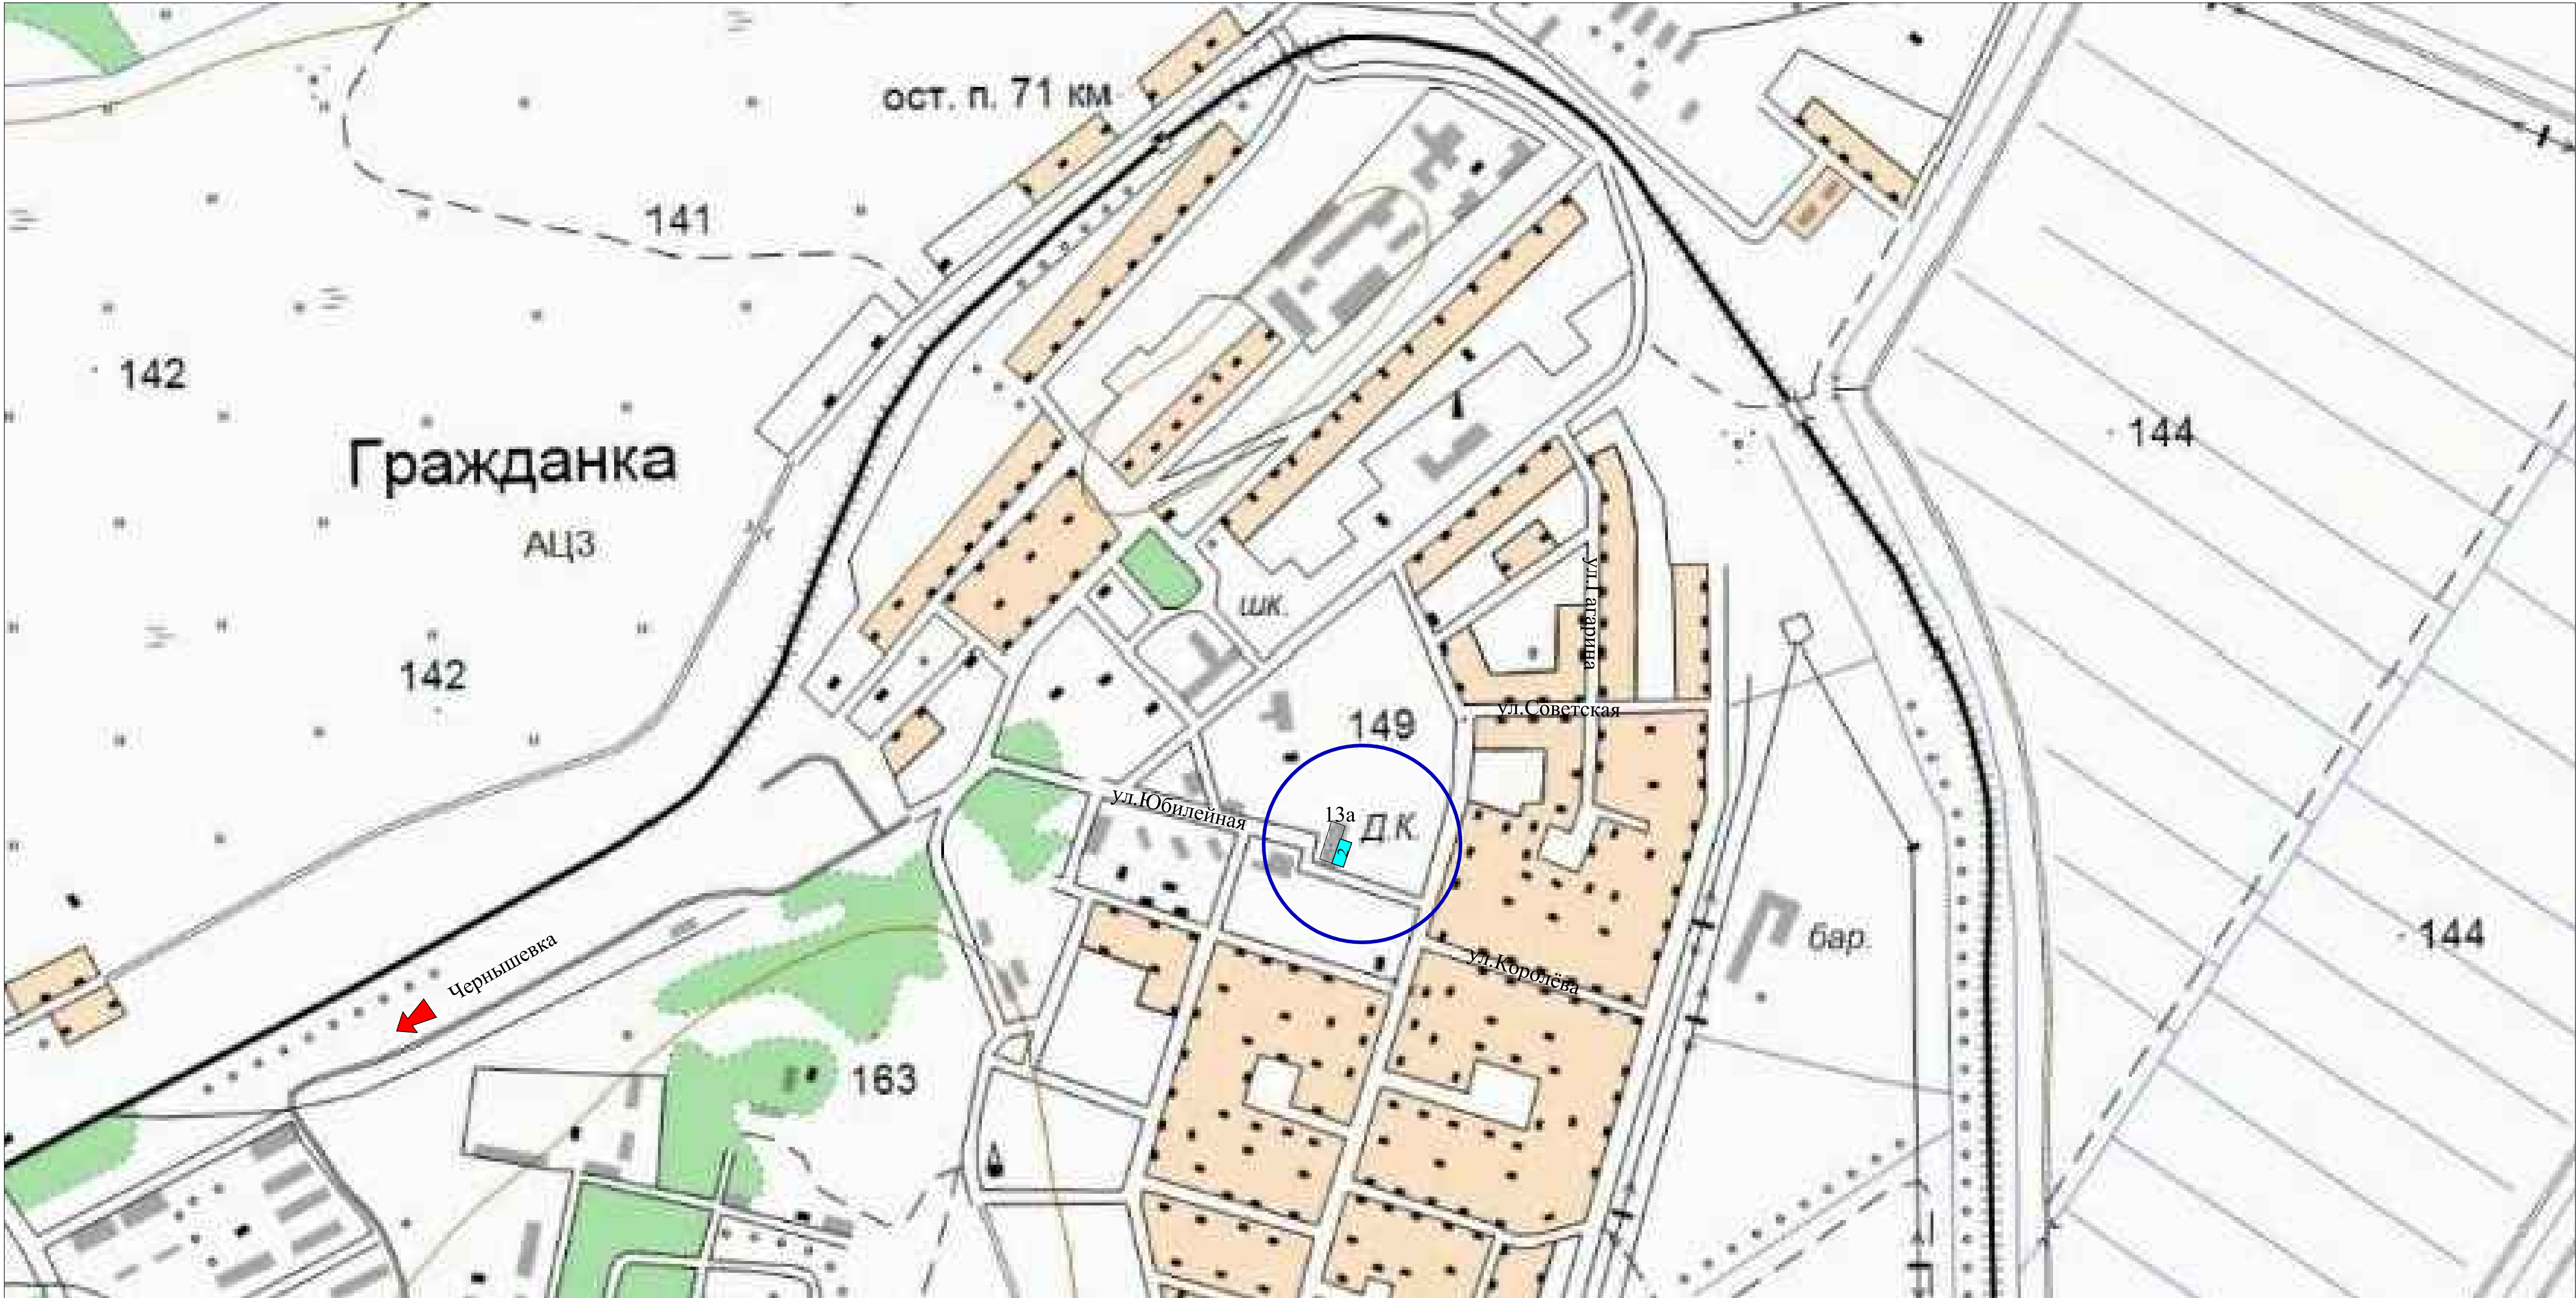 ост. п. 71 км
141
142
144
Гражданка
АЦЗ
ул.Гагарина
шк.
142
ул.Советская
149
ул.Юбилейная
13а
Д.К.
2
бар.
144
ул.Королёва
Чернышевка
163